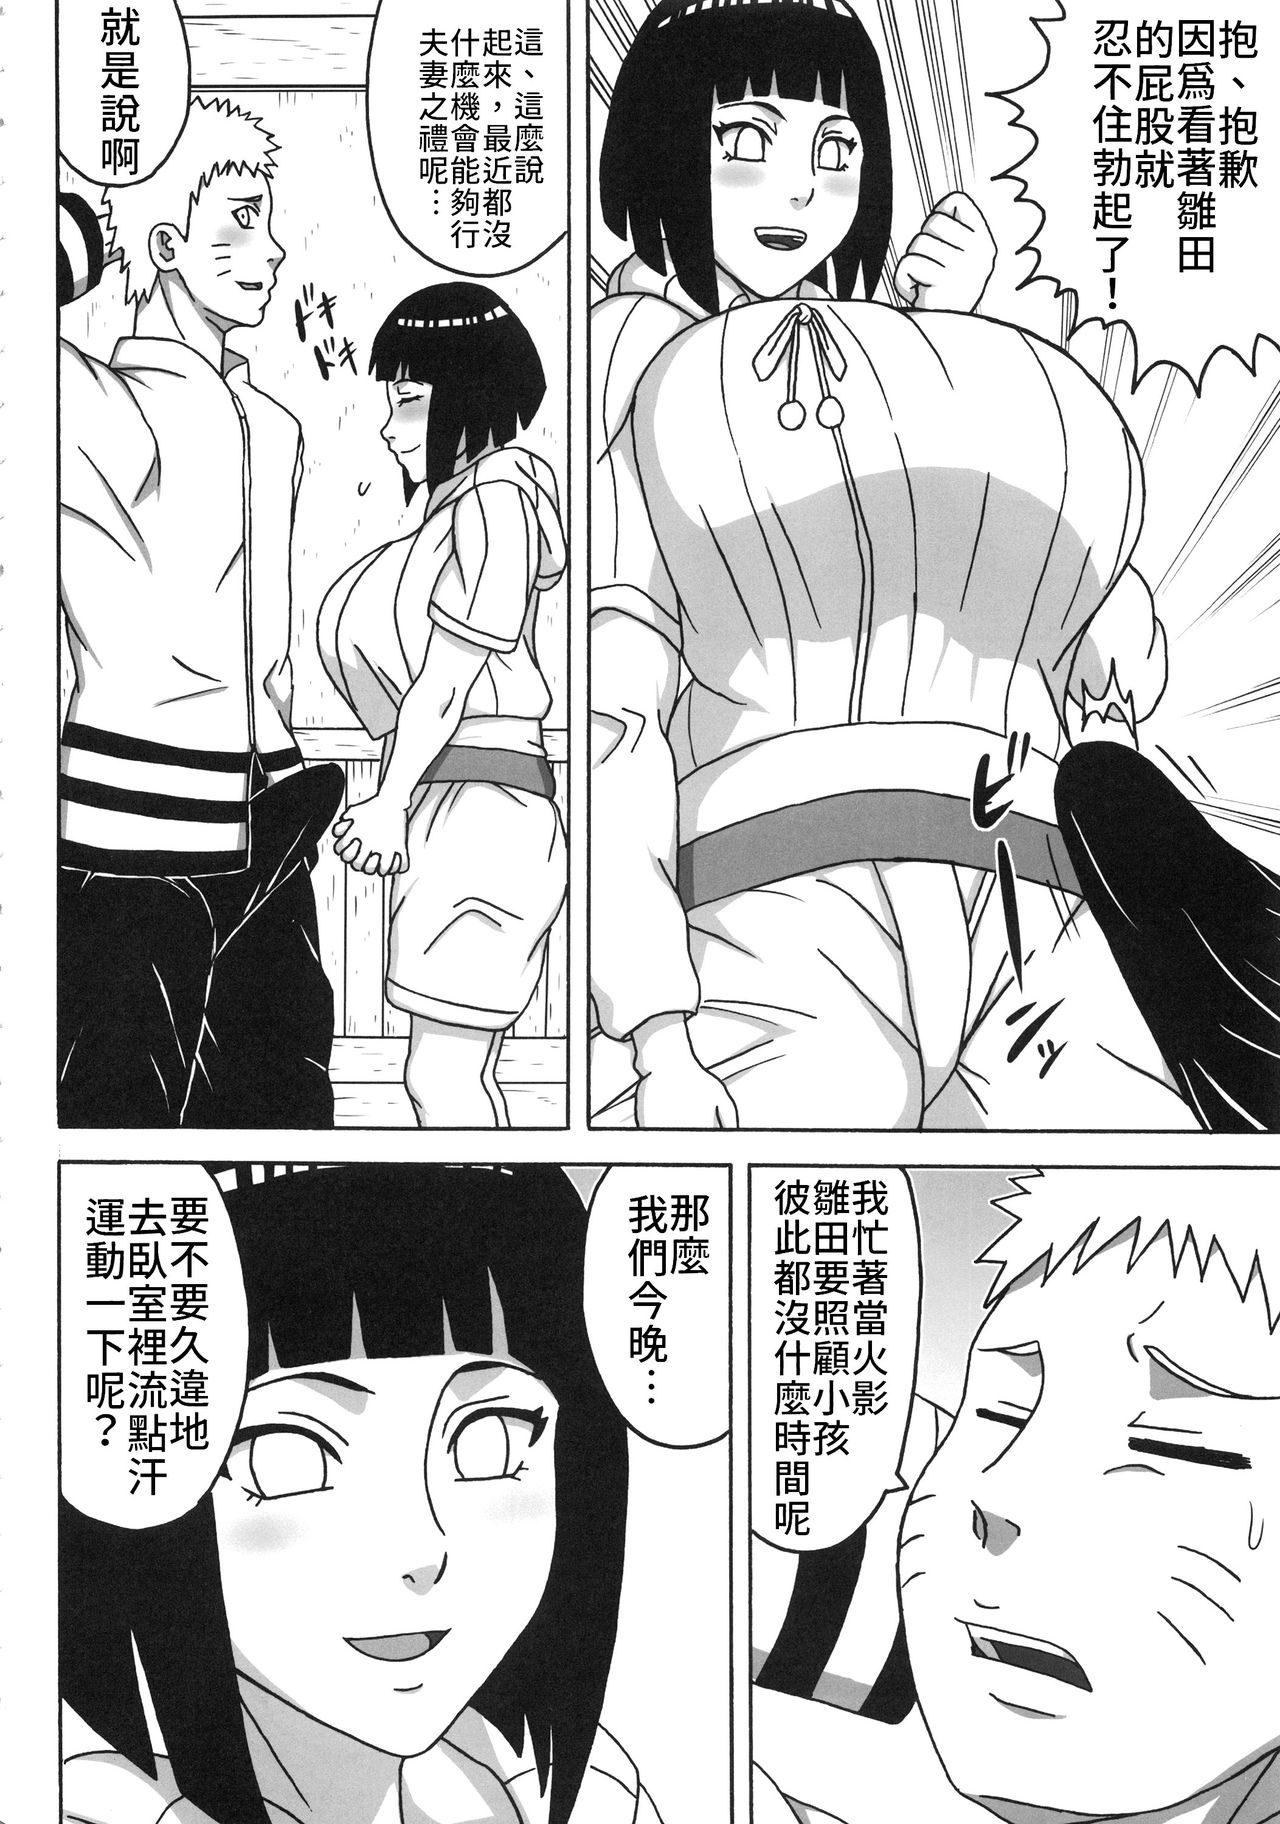 抱、抱歉
因爲看著雛田
的屁股就
忍不住勃起了！
ビ
ンッ
這、這麼說
起來，最近都沒
什麼機會能夠行
夫妻之禮呢…
ドキ
ドキ
就是說啊
我忙著當火影
雛田要照顧小孩
彼此都沒什麼時間呢
那麼
我們今晚…
要不要久違地
去臥室裡流點汗
運動一下呢？